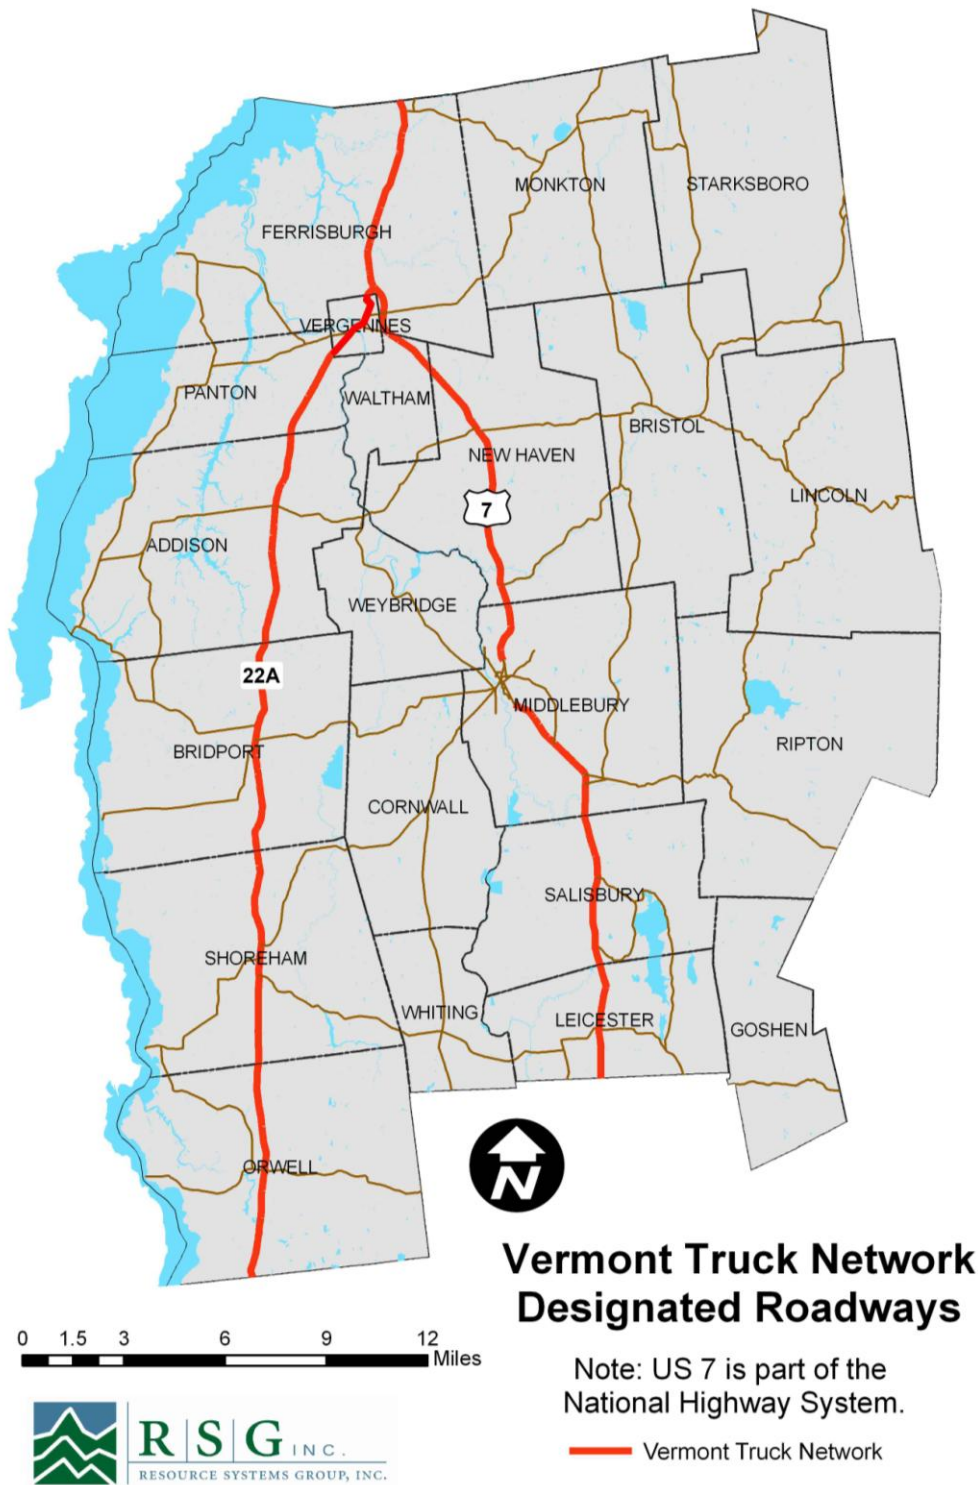 MONKTON
STARKSBORO
FERRISBURGH
VERGENNES
PANTON
WALTHAM
BRISTOL
NEW HAVEN
LINCOLN
7
ADDISON
WEYBRIDGE
22A
MIDDLEBURY
BRIDPORT
RIPTON
CORNWALL
SALISBURY
SHOREHAM
WHITING
LEICESTER
GOSHEN
ORWELL
N
Vermont Truck Network
Designated Roadways
0 1.5 3 6 9 12
Miles
Note: US 7 is part of the
National Highway System.
Vermont Truck Network
R S G INC.
RESOURCE SYSTEMS GROUP, INC.